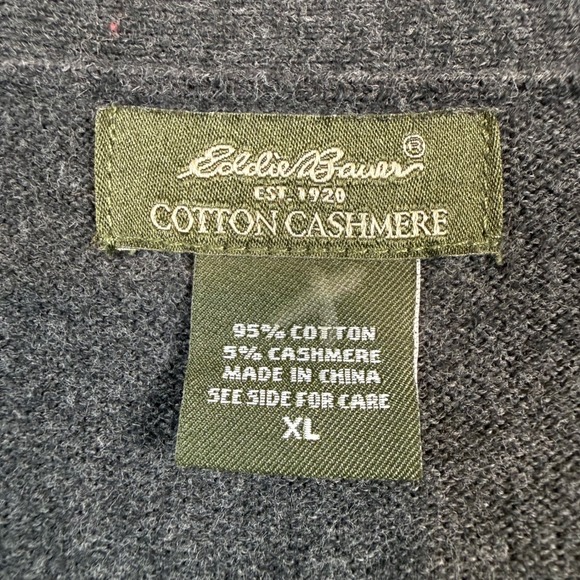 Eddie Bauer®
EST. 1920
COTTON CASHMERE
95% COTTON
5% CASHMERE
MADE IN CHINA
SEE SIDE FOR CARE
XL